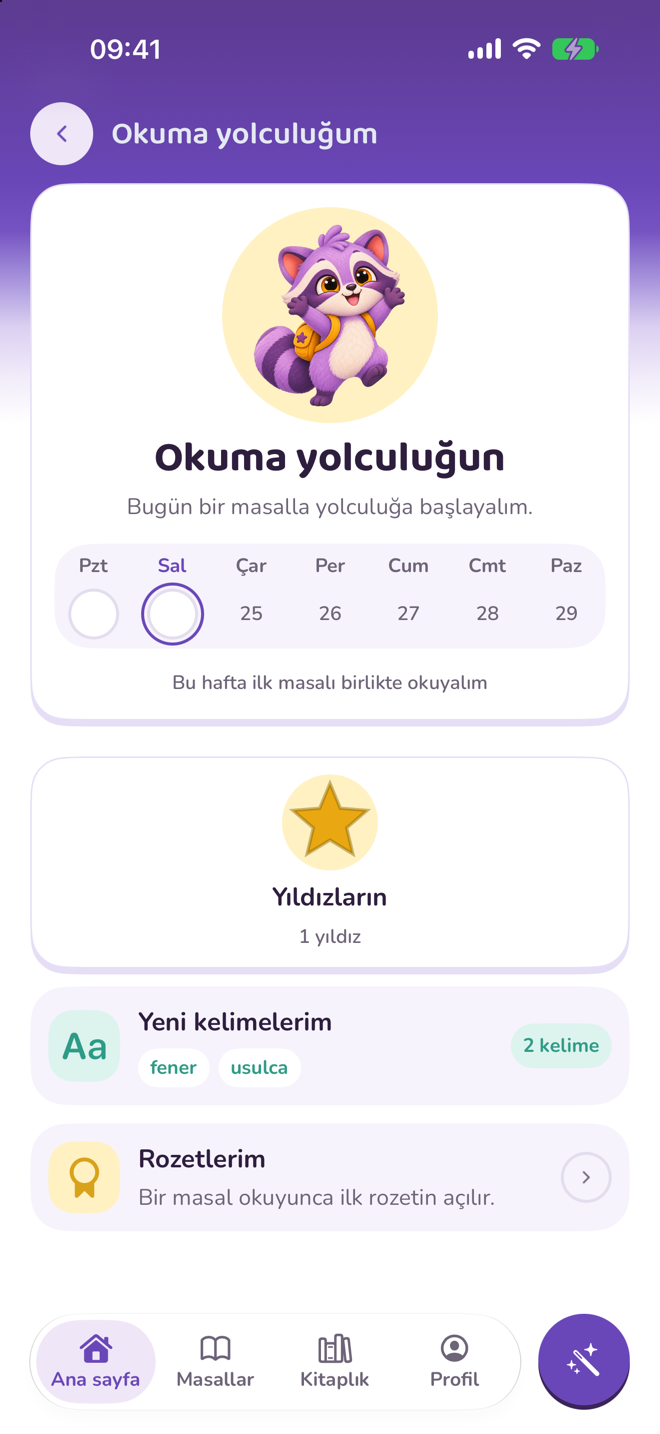 09:41
Okuma yolculuğum
Okuma yolculuğun
Bugün bir masalla yolculuğa başlayalım.
Pzt Sal Çar Per Cum Cmt Paz
25 26 27 28 29
Bu hafta ilk masalı birlikte okuyalım
Yıldızların
1 yıldız
Aa
Yeni kelimelerim
fener usulca
2 kelime
Rozetlerim
Bir masal okuyunca ilk rozetin açılır.
Ana sayfa Masallar Kitaplık Profil